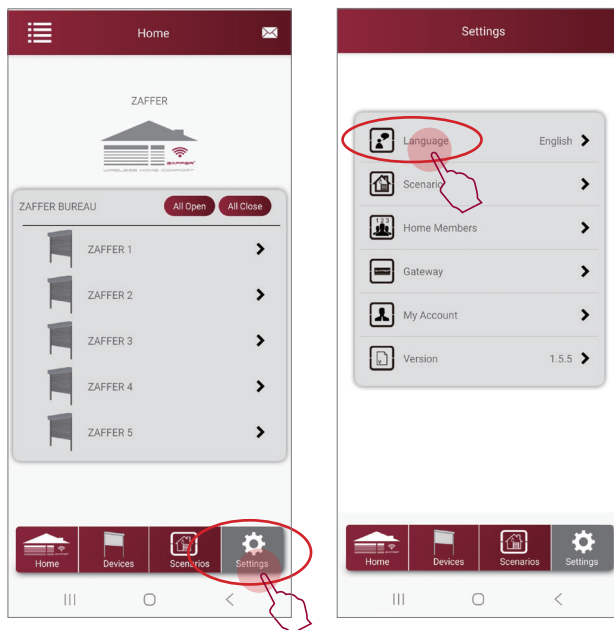 Home
ZAFFER
ZAFFER
WIRELESS HOME COMFORT
ZAFFER BUREAU All Open All Close
ZAFFER 1
ZAFFER 2
ZAFFER 3
ZAFFER 4
ZAFFER 5
Home Devices Scenarios Settings
Settings
Language English
Scenario
123
Home Members
Gateway
My Account
V
Version 1.5.5
Home Devices Scenarios Settings